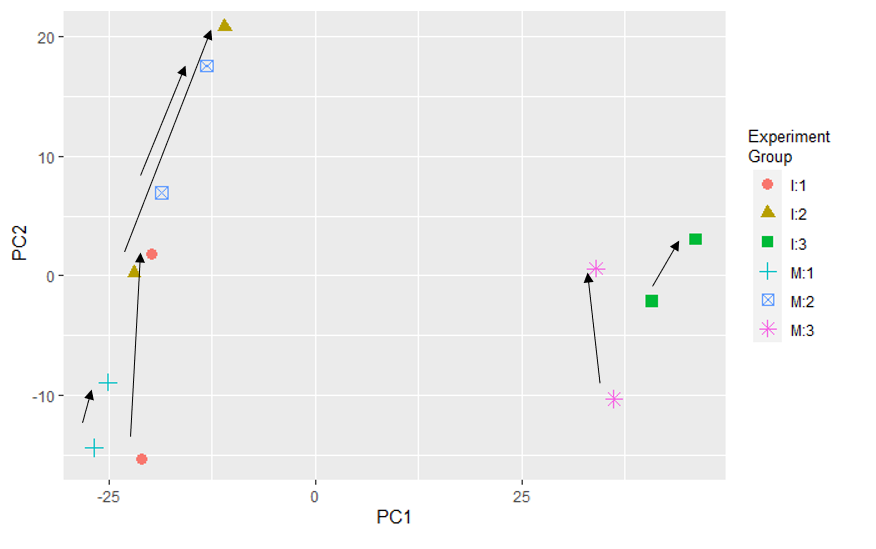 20
10
0
-10
-25
0
25
PC1
PC2
Experiment
Group
I:1
I:2
I:3
M:1
M:2
M:3